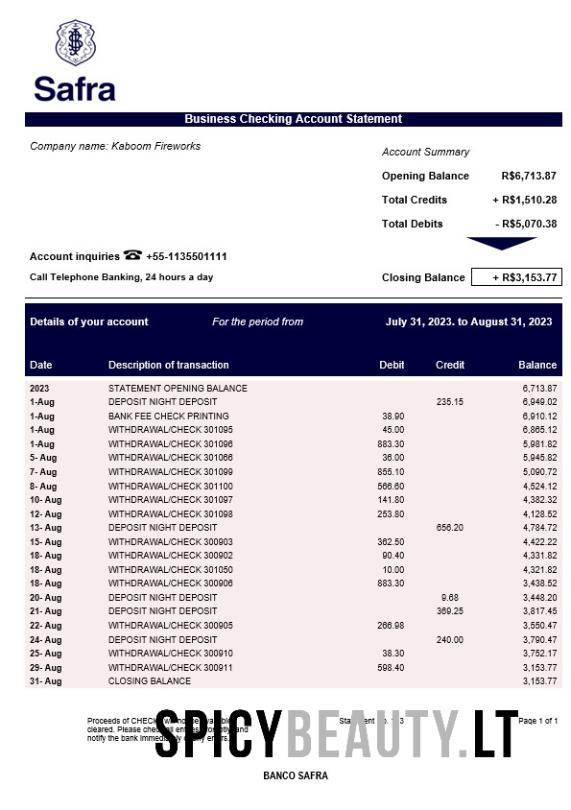 Safra
Business Checking Account Statement
Company name: Kaboom Fireworks
Account Summary
Opening Balance R$6,713.87
Total Credits + R$1,510.28
Total Debits - R$5,070.38
Account inquiries ☎ +55-1135501111
Call Telephone Banking, 24 hours a day
Closing Balance + R$3,153.77
Details of your account For the period from July 31, 2023. to August 31, 2023
Date Description of transaction Debit Credit Balance
2023 STATEMENT OPENING BALANCE 6,713.87
1-Aug DEPOSIT NIGHT DEPOSIT 235.15 6,949.02
1-Aug BANK FEE CHECK PRINTING 38.90 6,910.12
1-Aug WITHDRAWAL/CHECK 301095 45.00 6,865.12
1-Aug WITHDRAWAL/CHECK 301096 883.30 5,981.82
5- Aug WITHDRAWAL/CHECK 301066 36.00 5,945.82
7- Aug WITHDRAWAL/CHECK 301099 855.10 5,090.72
8- Aug WITHDRAWAL/CHECK 301100 566.60 4,524.12
10- Aug WITHDRAWAL/CHECK 301097 141.80 4,382.32
12- Aug WITHDRAWAL/CHECK 301098 253.80 4,128.52
13- Aug DEPOSIT NIGHT DEPOSIT 656.20 4,784.72
15- Aug WITHDRAWAL/CHECK 300903 362.50 4,422.22
18- Aug WITHDRAWAL/CHECK 300902 90.40 4,331.82
18- Aug WITHDRAWAL/CHECK 301050 10.00 4,321.82
18- Aug WITHDRAWAL/CHECK 300906 883.30 3,438.52
20- Aug DEPOSIT NIGHT DEPOSIT 9.68 3,448.20
21- Aug DEPOSIT NIGHT DEPOSIT 369.25 3,817.45
22- Aug WITHDRAWAL/CHECK 300905 266.98 3,550.47
24- Aug DEPOSIT NIGHT DEPOSIT 240.00 3,790.47
25- Aug WITHDRAWAL/CHECK 300910 38.30 3,752.17
29- Aug WITHDRAWAL/CHECK 300911 598.40 3,153.77
31- Aug CLOSING BALANCE 3,153.77
Proceeds of Page 1 of 1
cleared. Please
notify the bank
SPICYBEAUTY.LT
BANCO SAFRA